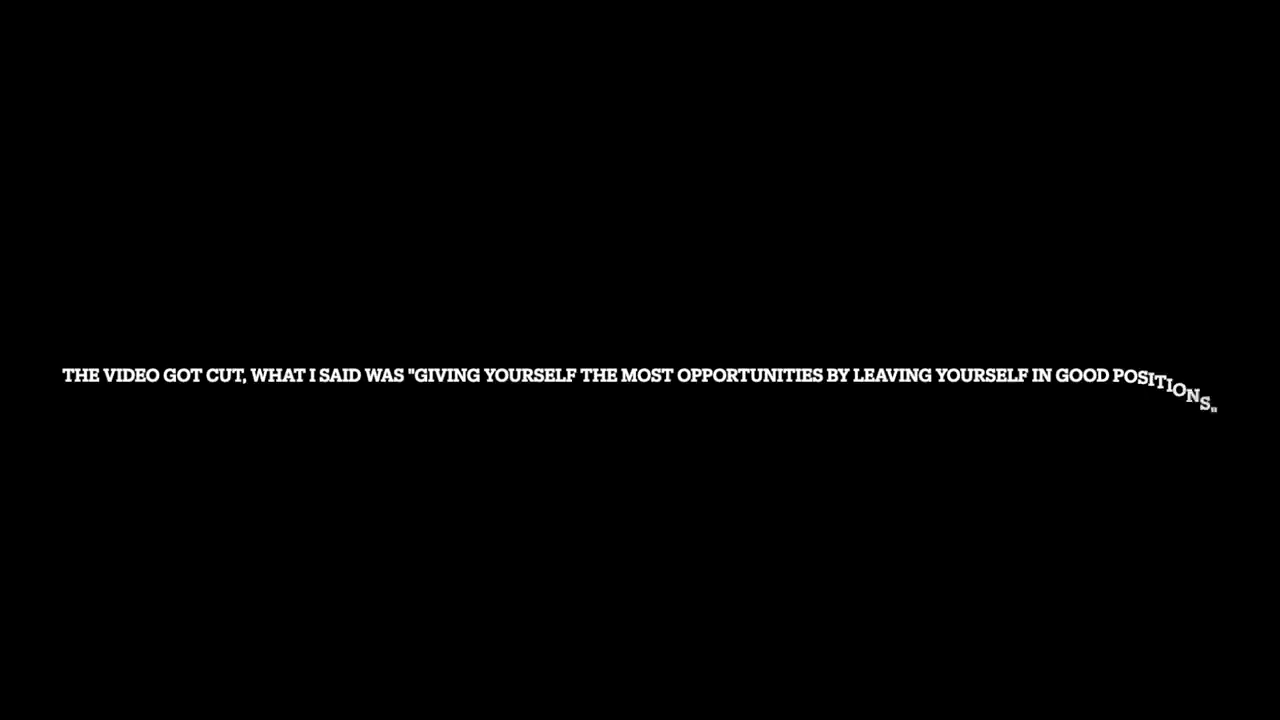 THE VIDEO GOT CUT, WHAT I SAID WAS "GIVING YOURSELF THE MOST OPPORTUNITIES BY LEAVING YOURSELF IN GOOD POSITIONS."